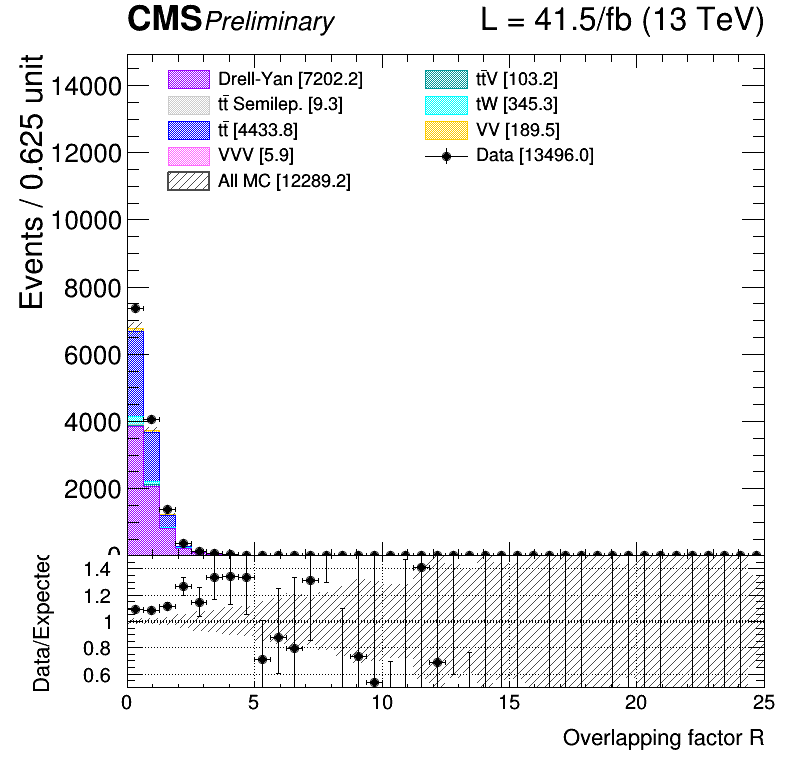 CMS Preliminary L = 41.5/fb (13 TeV)
Events / 0.625 unit
14000
12000
10000
8000
6000
4000
2000
0
Drell-Yan [7202.2]
tt̄ Semilep. [9.3]
tt̄ [4433.8]
VVV [5.9]
All MC [12289.2]
tt̄V [103.2]
tW [345.3]
VV [189.5]
Data [13496.0]
Data/Expected
1.4
1.2
1
0.8
0.6
0 5 10 15 20 25
Overlapping factor R